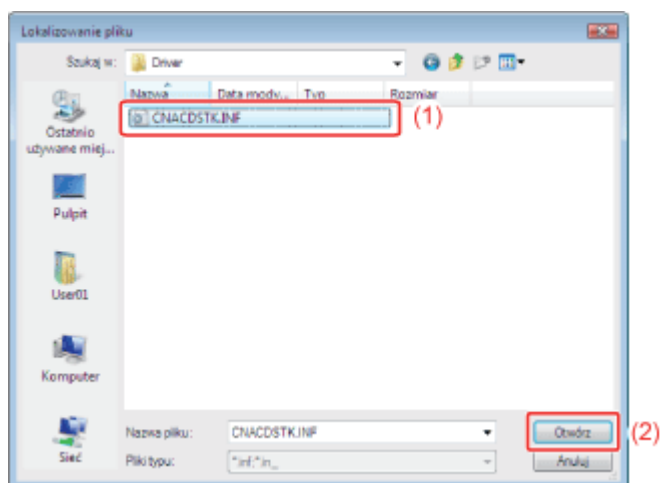 Lokalizowanie pliku
Szukaj w: Driver
Nazwa Data mody... Typ Rozmiar
CNACDSTK.INF (1)
Ostatnio
używane miej...
Pulpit
User01
Komputer
Sieć
Nazwa pliku: CNACDSTK.INF Otwórz (2)
Pliki typu: *.inf;*.in_ Anuluj